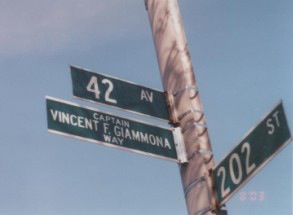 42 AV
CAPTAIN
VINCENT F. GIAMMONA
WAY
202 ST